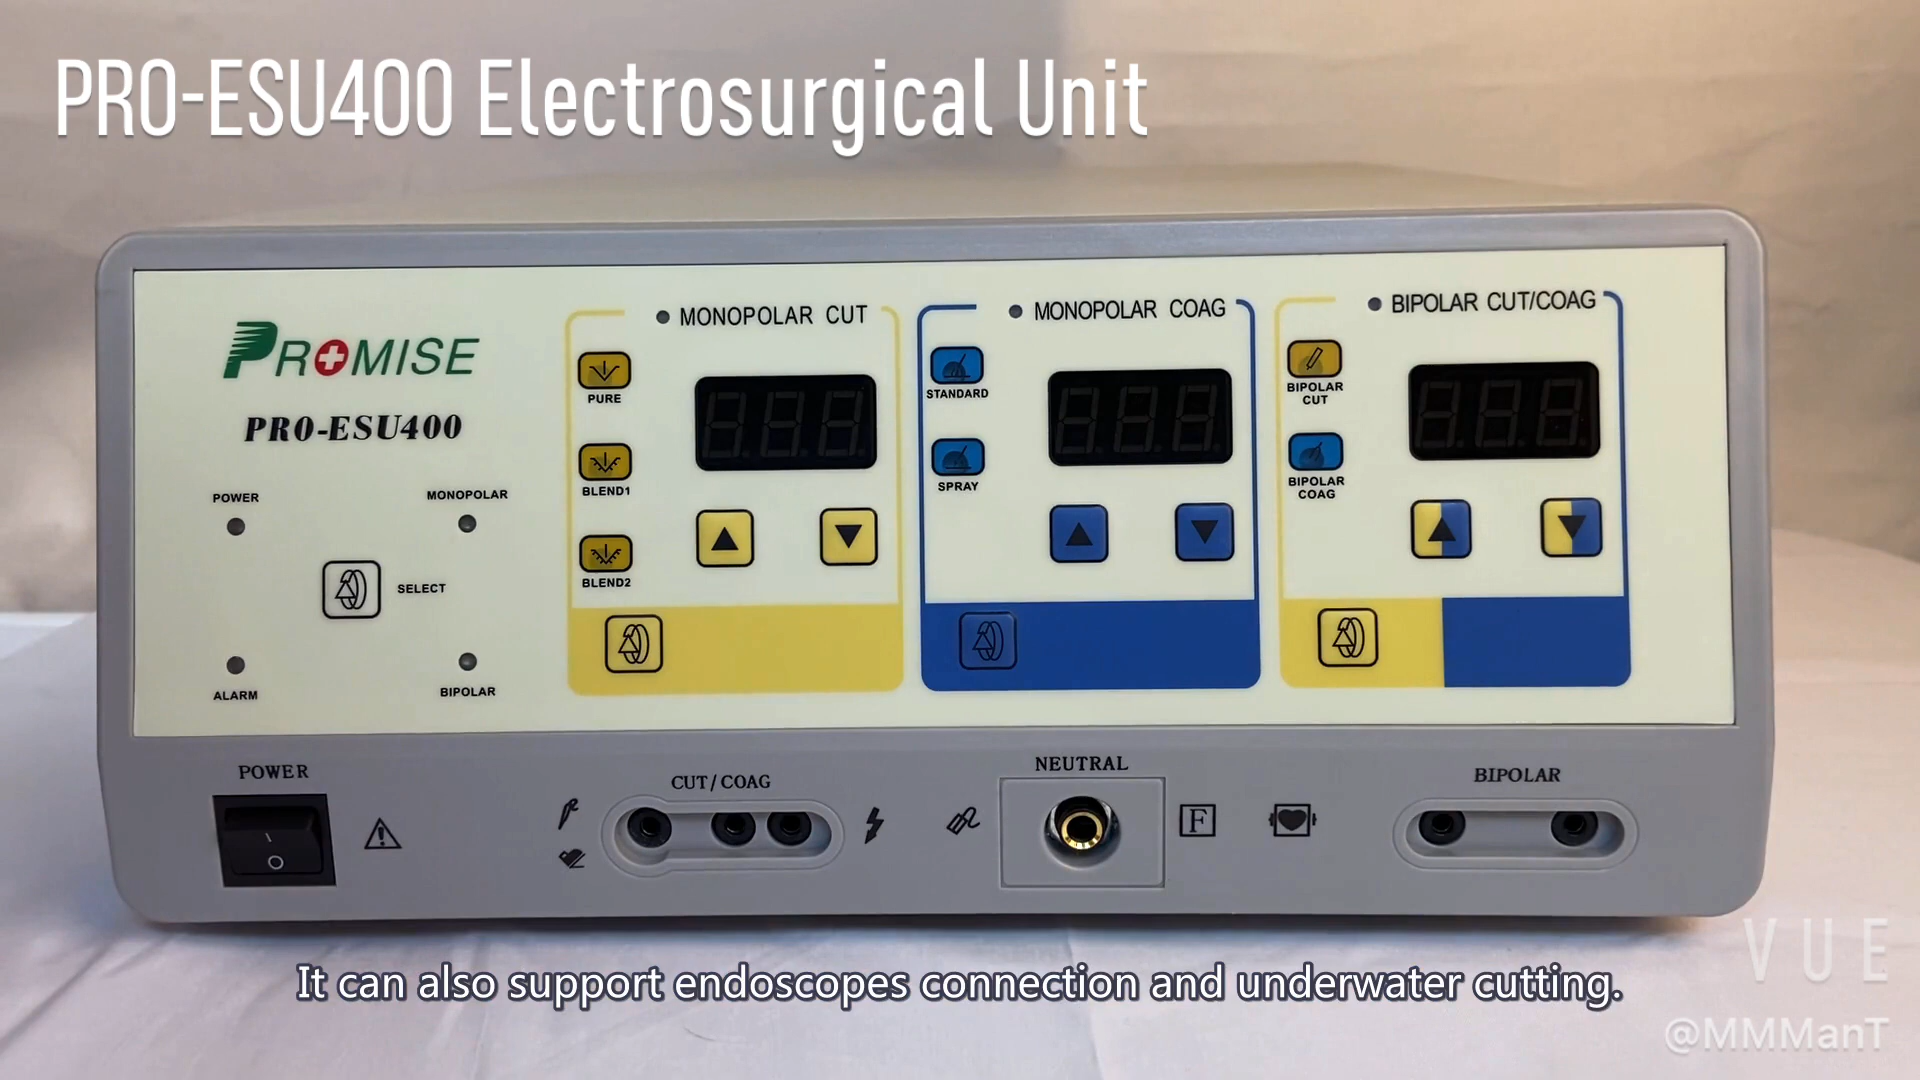 PRO-ESU400 Electrosurgical Unit
PROMISE
PRO-ESU400
POWER
MONOPOLAR
SELECT
ALARM
BIPOLAR
MONOPOLAR CUT
PURE
BLEND1
BLEND2
MONOPOLAR COAG
STANDARD
SPRAY
BIPOLAR CUT/COAG
BIPOLAR
CUT
BIPOLAR
COAG
POWER
CUT/COAG
NEUTRAL
F
BIPOLAR
It can also support endoscopes connection and underwater cutting.
VUE
@MMManT